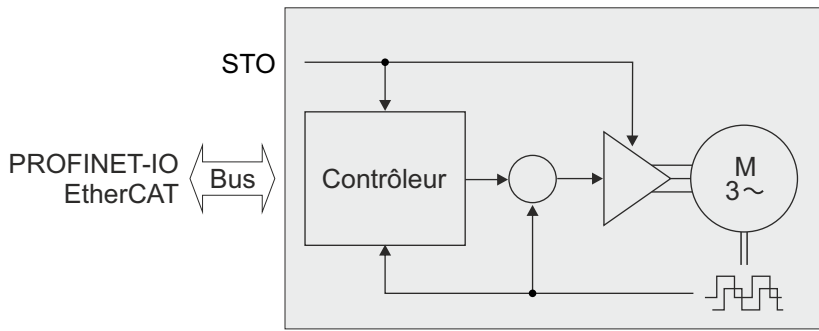 STO
PROFINET-IO
EtherCAT
Bus
Contrôleur
M
3~